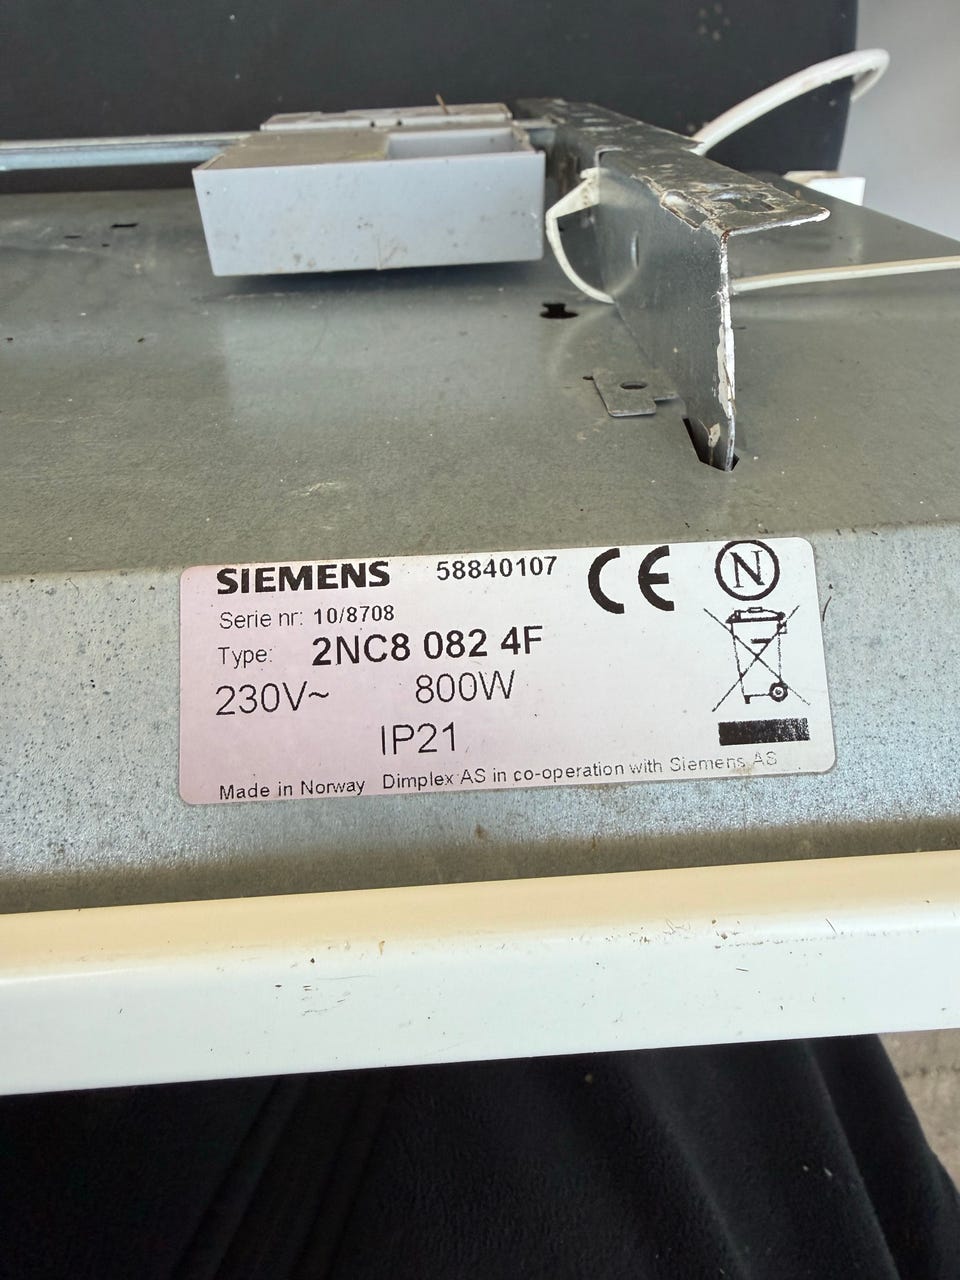 SIEMENS 58840107 CE N
Serie nr: 10/8708
Type: 2NC8 082 4F
230V~ 800W
IP21
Made in Norway Dimplex AS in co-operation with Siemens AS